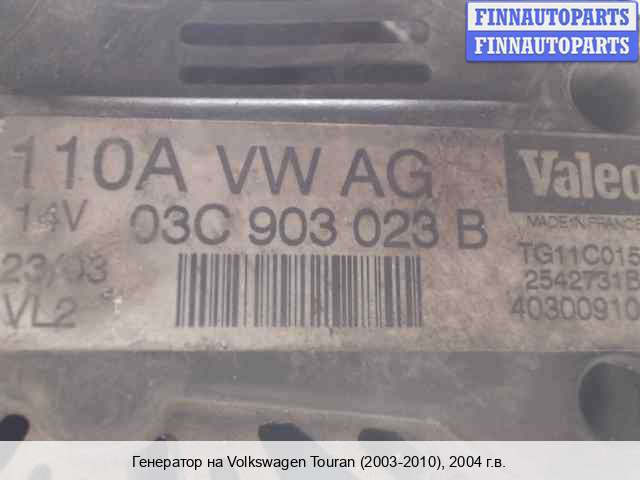 FINNAUTOPARTS
FINNAUTOPARTS
110A VW AG
14V 03C 903 023 B
23/03
VL2
Valeo
MADE IN FRANCE
TG11C015
2542731B
40300910
Генератор на Volkswagen Touran (2003-2010), 2004 г.в.